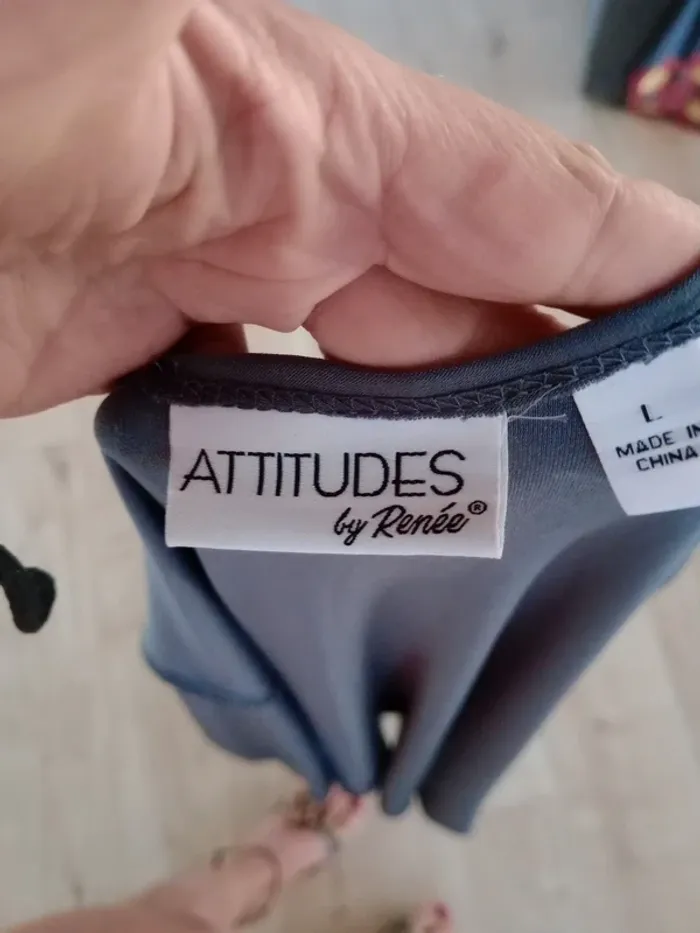 ATTITUDES
by Renée®
L
MADE IN
CHINA